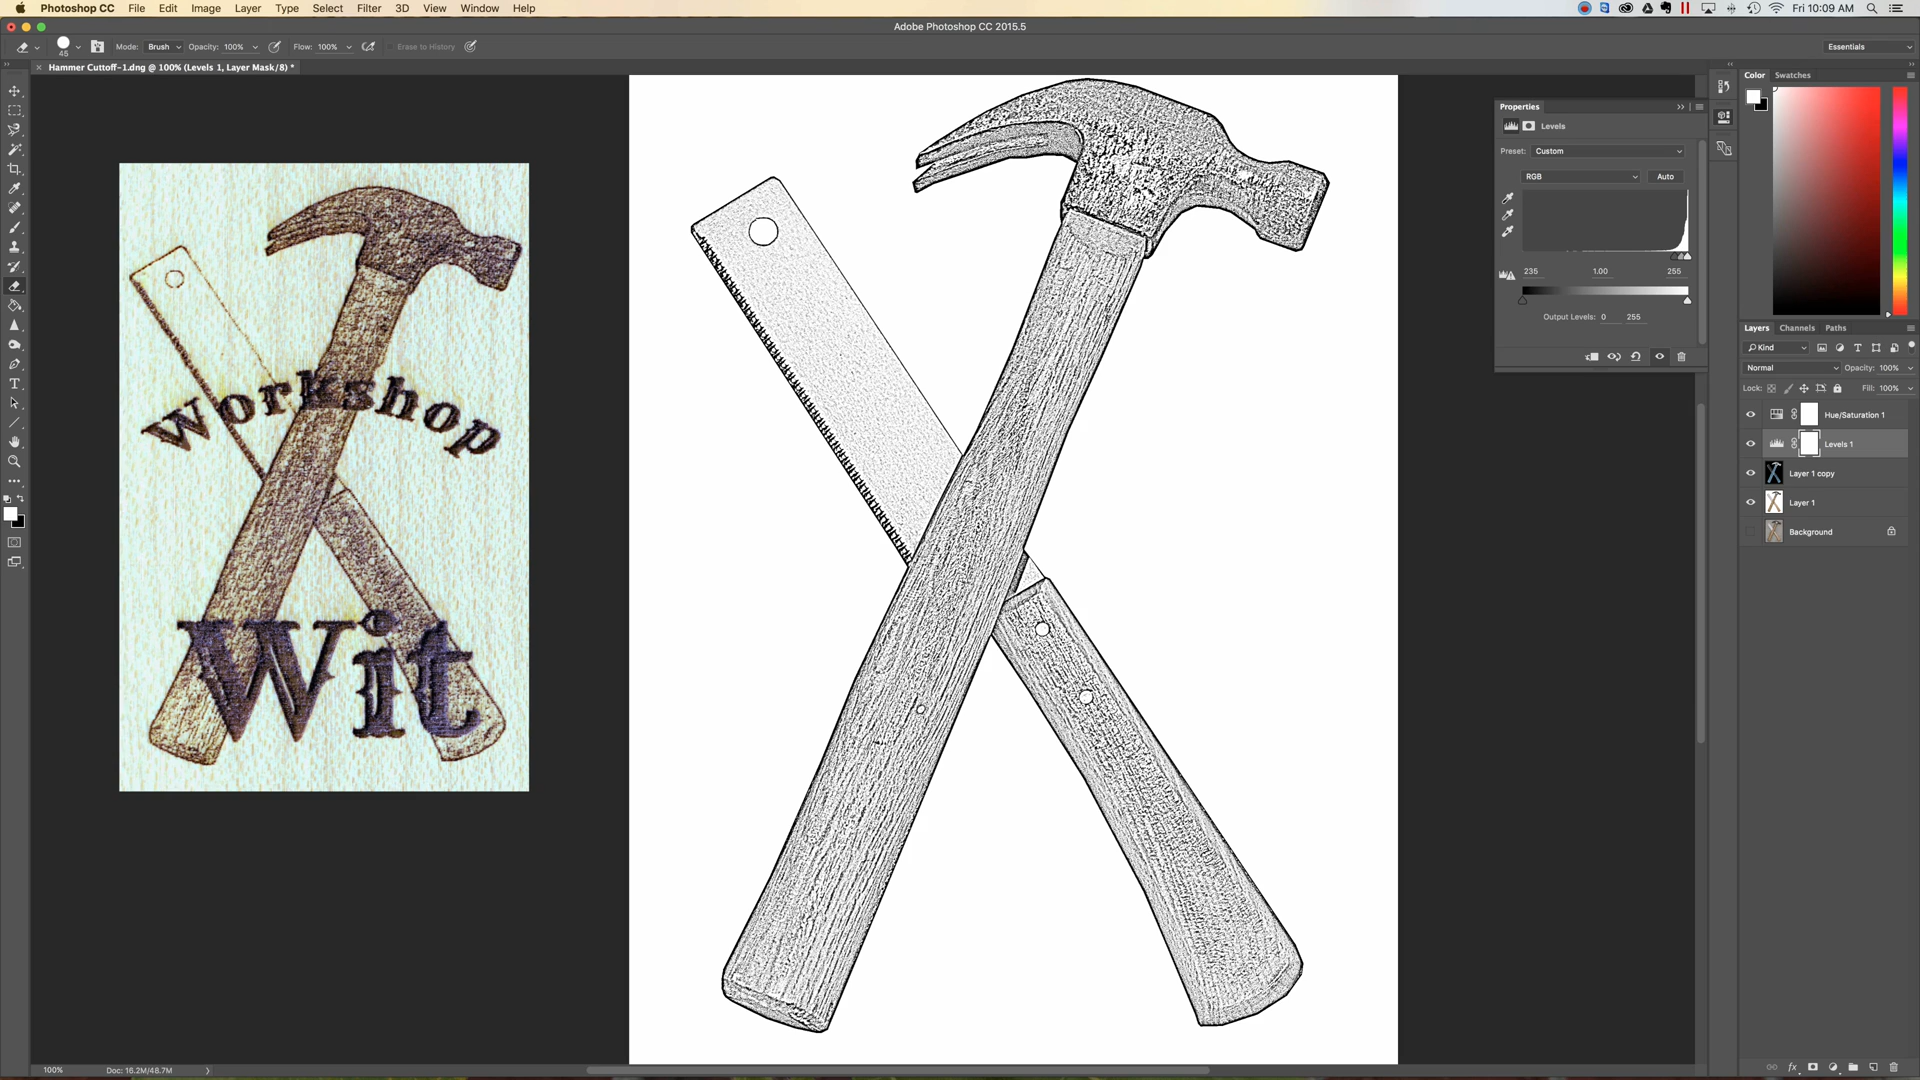 Photoshop CC File Edit Image Layer Type Select Filter 3D View Window Help Fri 10:09 AM
Adobe Photoshop CC 2015.5
45 Mode: Brush Opacity: 100% Flow: 100% Erase to History Essentials
Hammer Cuttoff-1.dng @ 100% (Levels 1, Layer Mask/8) *
Color Swatches
Properties
Levels
Preset: Custom
RGB Auto
235 1.00 255
Output Levels: 0 255
Layers Channels Paths
Kind
Normal Opacity: 100%
Lock: Fill: 100%
Hue/Saturation 1
Levels 1
Layer 1 copy
Layer 1
Background
Workshop
Wit
100% Doc: 16.2M/48.7M